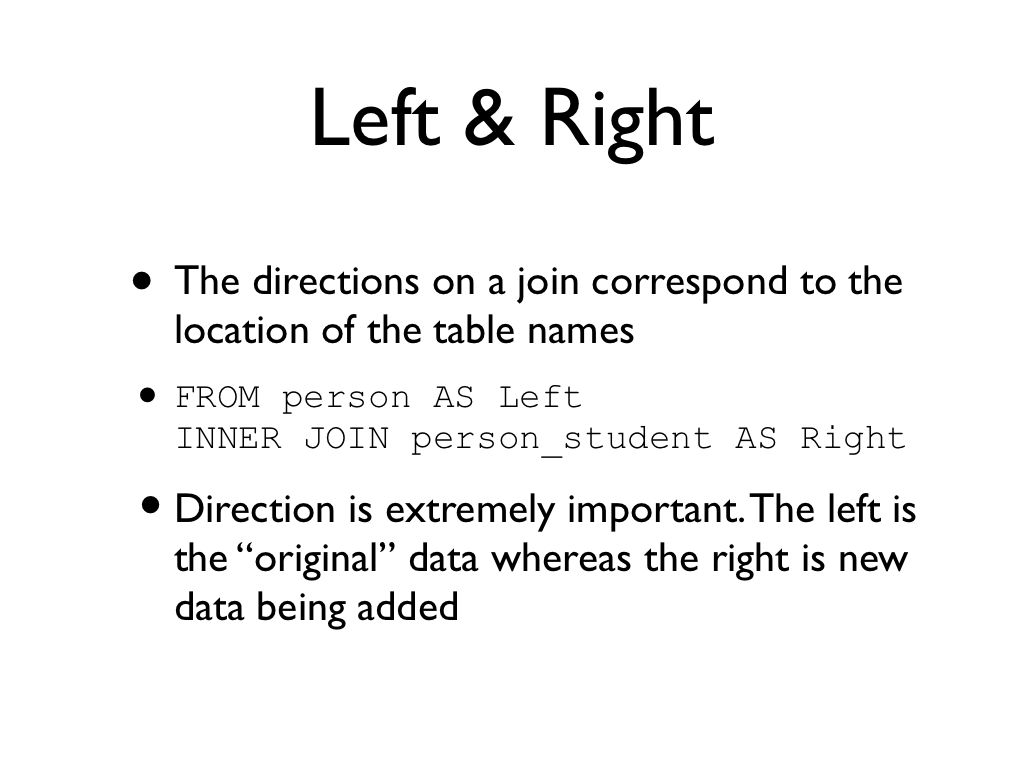 Left & Right
• The directions on a join correspond to the
location of the table names
• FROM person AS Left
INNER JOIN person_student AS Right
• Direction is extremely important. The left is
the “original” data whereas the right is new
data being added